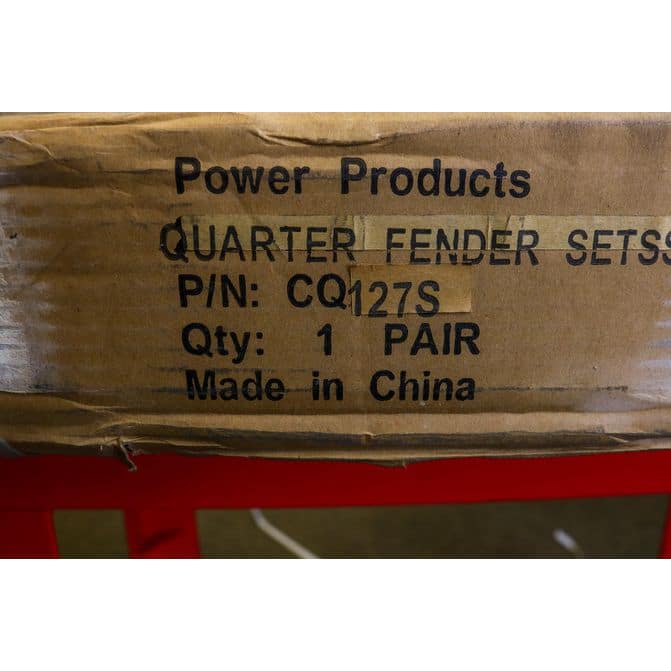 Power Products
QUARTER FENDER SETSS
P/N: CQ127S
Qty: 1 PAIR
Made in China